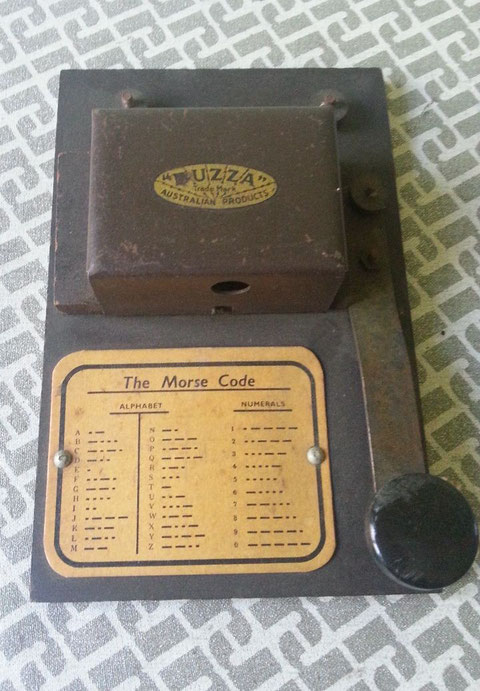 "BUZZA"
Trade Mark
AUSTRALIAN PRODUCTS
The Morse Code
ALPHABET
A
B
C
D
E
F
G
H
I
J
K
L
M
N
O
P
Q
R
S
T
U
V
W
X
Y
Z
NUMERALS
1
2
3
4
5
6
7
8
9
0